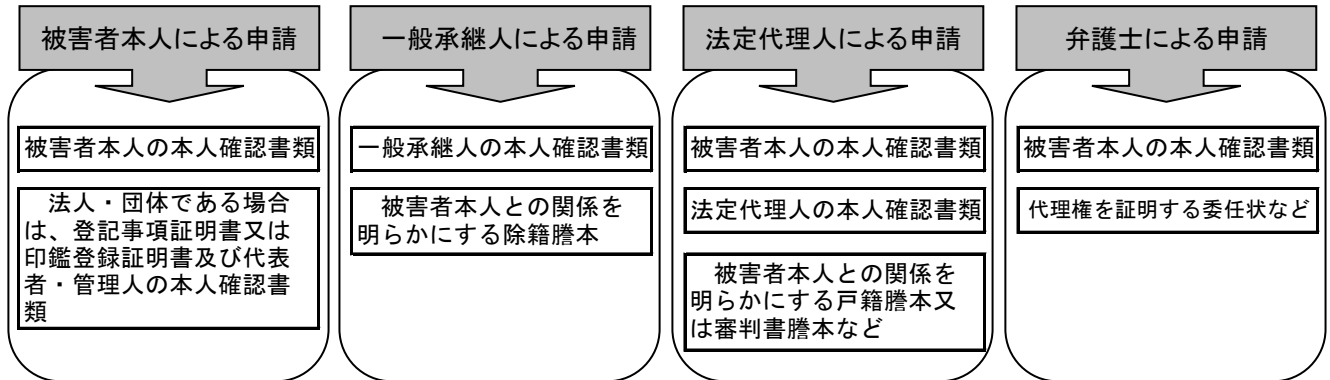 被害者本人による申請
被害者本人の本人確認書類
法人・団体である場合
は、登記事項証明書又は
印鑑登録証明書及び代表
者・管理人の本人確認書
類
一般承継人による申請
一般承継人の本人確認書類
被害者本人との関係を
明らかにする除籍謄本
法定代理人による申請
被害者本人の本人確認書類
法定代理人の本人確認書類
被害者本人との関係を
明らかにする戸籍謄本又
は審判書謄本など
弁護士による申請
被害者本人の本人確認書類
代理権を証明する委任状など